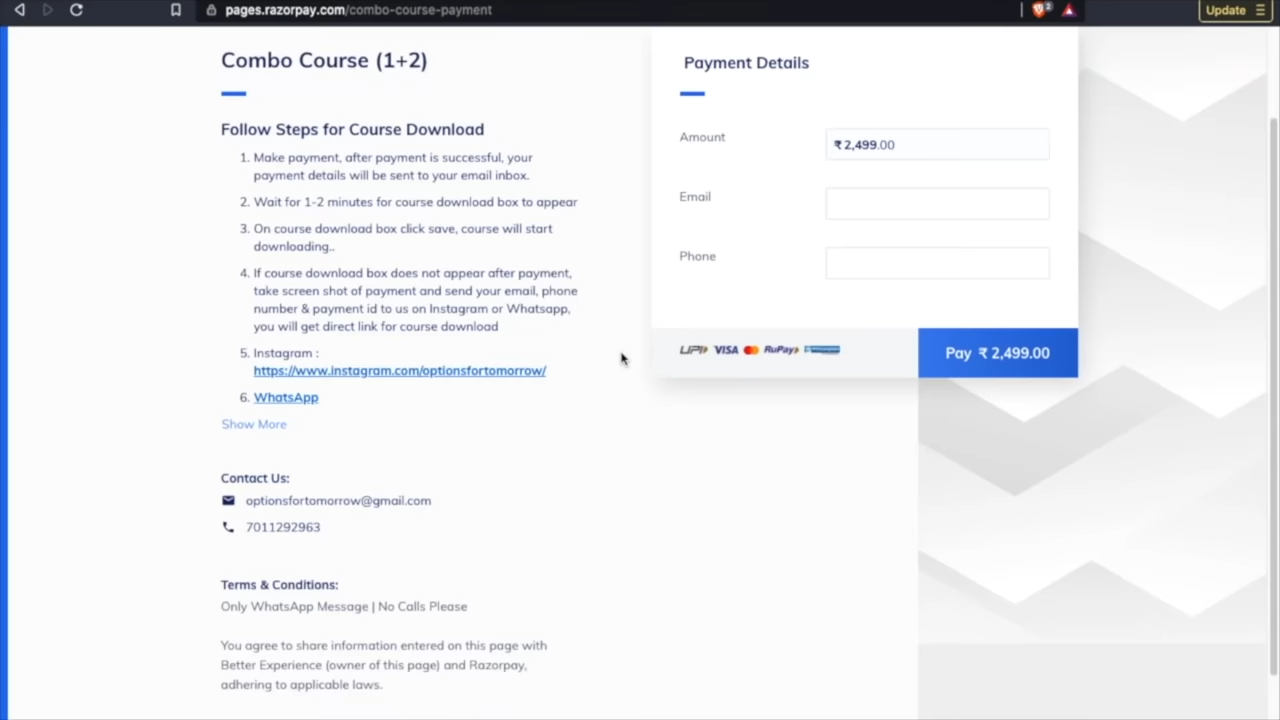 pages.razorpay.com/combo-course-payment
2
Update
Combo Course (1+2)
Follow Steps for Course Download
1. Make payment, after payment is successful, your
payment details will be sent to your email inbox.
2. Wait for 1-2 minutes for course download box to appear
3. On course download box click save, course will start
downloading..
4. If course download box does not appear after payment,
take screen shot of payment and send your email, phone
number & payment id to us on Instagram or Whatsapp,
you will get direct link for course download
5. Instagram :
https://www.instagram.com/optionsfortomorrow/
6. WhatsApp
Show More
Contact Us:
optionsfortomorrow@gmail.com
7011292963
Terms & Conditions:
Only WhatsApp Message | No Calls Please
You agree to share information entered on this page with
Better Experience (owner of this page) and Razorpay,
adhering to applicable laws.
Payment Details
Amount
₹ 2,499.00
Email
Phone
UPI VISA RuPay
Pay ₹ 2,499.00